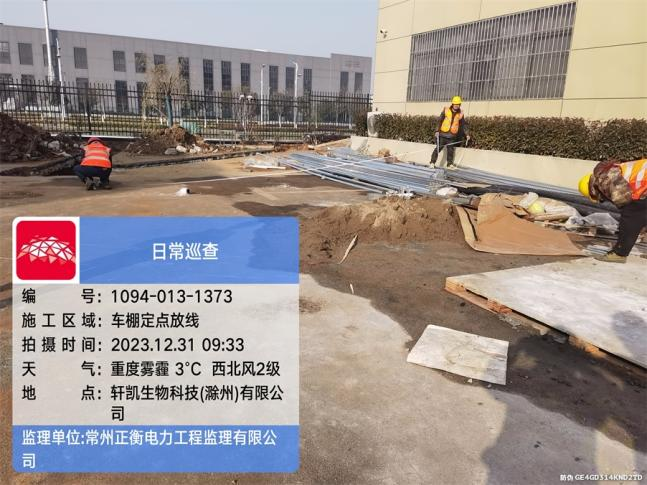 日常巡查
编 号: 1094-013-1373
施工区域: 车棚定点放线
拍摄时间: 2023.12.31 09:33
天 气: 重度雾霾 3℃ 西北风2级
地 点: 轩凯生物科技(滁州)有限公
司
监理单位:常州正衡电力工程监理有限公
司
防伪 GE4GD314KND2TD